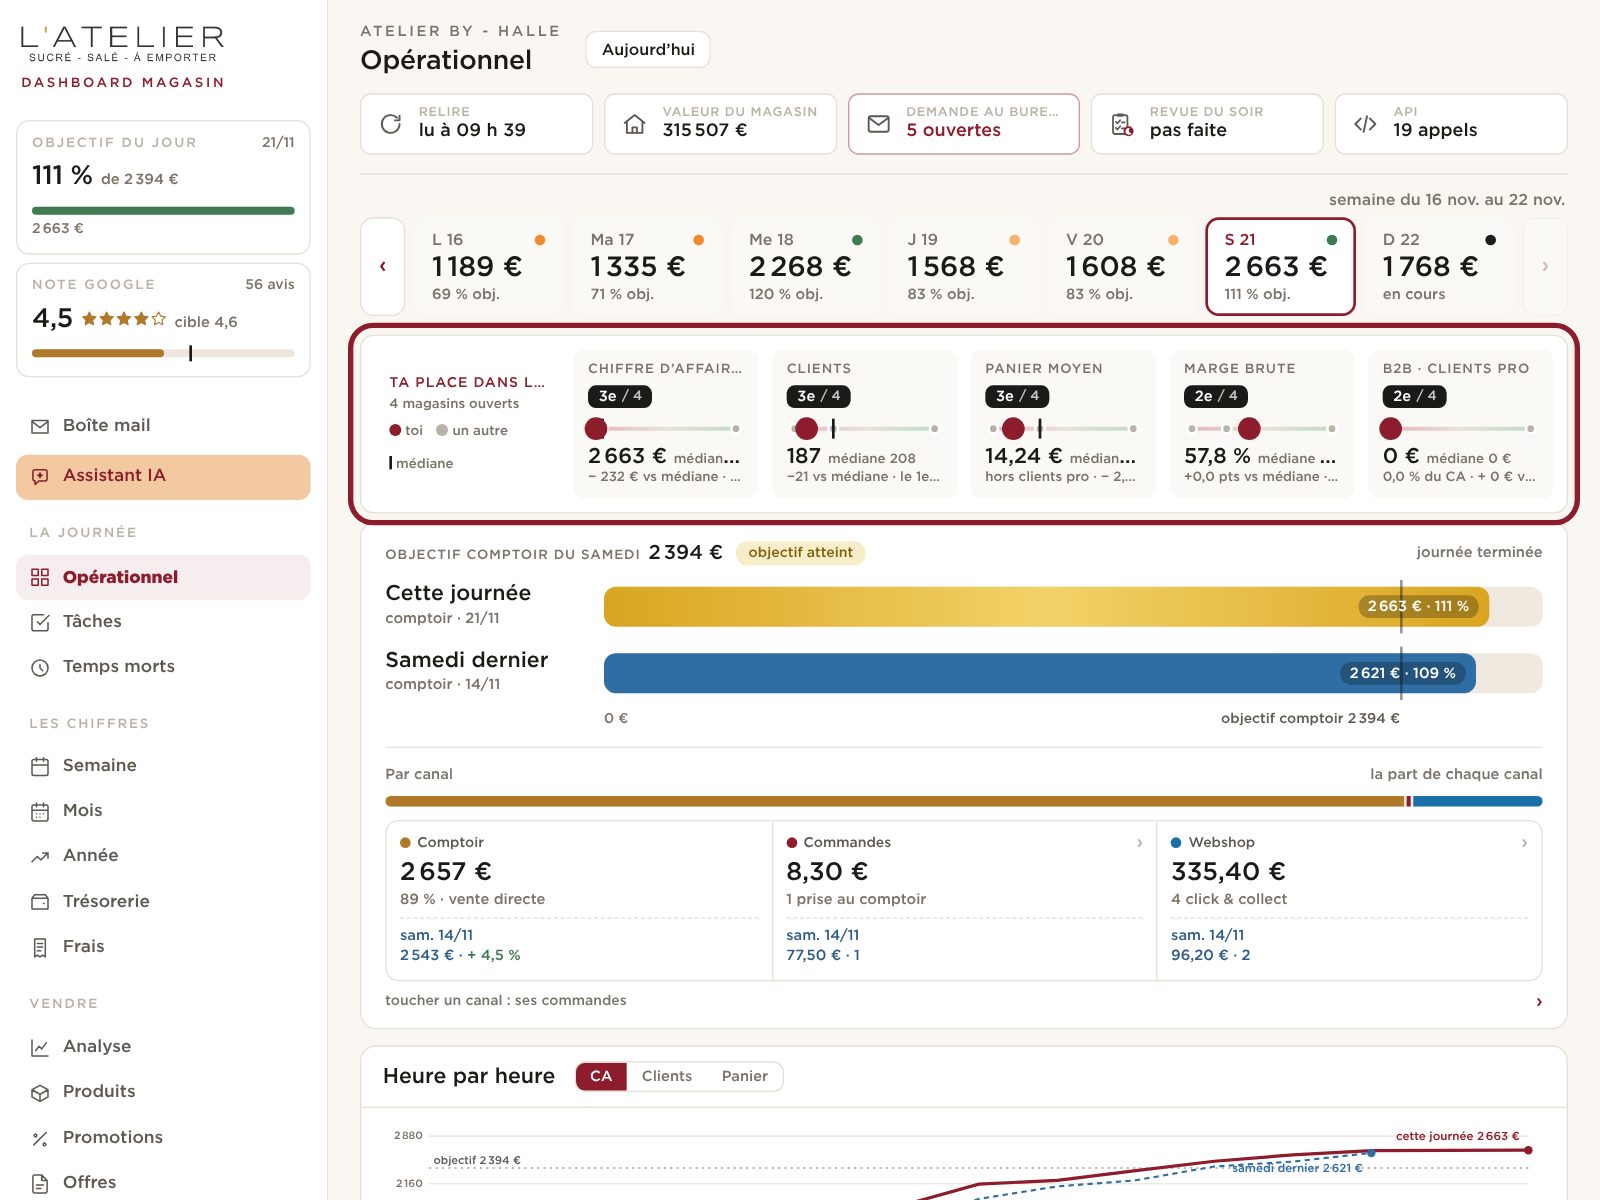 L'ATELIER
SUCRÉ - SALÉ - À EMPORTER
DASHBOARD MAGASIN
OBJECTIF DU JOUR 21/11
111 % de 2 394 €
2 663 €
NOTE GOOGLE 56 avis
4,5 cible 4,6
Boîte mail
Assistant IA
LA JOURNÉE
Opérationnel
Tâches
Temps morts
LES CHIFFRES
Semaine
Mois
Année
Trésorerie
Frais
VENDRE
Analyse
Produits
Promotions
Offres
ATELIER BY - HALLE
Opérationnel
Aujourd'hui
RELIRE
lu à 09 h 39
VALEUR DU MAGASIN
315 507 €
DEMANDE AU BURE...
5 ouvertes
REVUE DU SOIR
pas faite
API
19 appels
semaine du 16 nov. au 22 nov.
‹
L 16
1 189 €
69 % obj.
Ma 17
1 335 €
71 % obj.
Me 18
2 268 €
120 % obj.
J 19
1 568 €
83 % obj.
V 20
1 608 €
83 % obj.
S 21
2 663 €
111 % obj.
D 22
1 768 €
en cours
›
TA PLACE DANS L...
4 magasins ouverts
toi un autre
médiane
CHIFFRE D'AFFAIR...
3e / 4
2 663 € médian...
− 232 € vs médiane · ...
CLIENTS
3e / 4
187 médiane 208
−21 vs médiane · le 1e...
PANIER MOYEN
3e / 4
14,24 € médian...
hors clients pro · − 2,...
MARGE BRUTE
2e / 4
57,8 % médiane ...
+0,0 pts vs médiane ·...
B2B · CLIENTS PRO
2e / 4
0 € médiane 0 €
0,0 % du CA · + 0 € v...
OBJECTIF COMPTOIR DU SAMEDI 2 394 € objectif atteint journée terminée
Cette journée
comptoir · 21/11
2 663 € · 111 %
Samedi dernier
comptoir · 14/11
2 621 € · 109 %
0 € objectif comptoir 2 394 €
Par canal la part de chaque canal
Comptoir
2 657 €
89 % · vente directe
sam. 14/11
2 543 € · + 4,5 %
Commandes ›
8,30 €
1 prise au comptoir
sam. 14/11
77,50 € · 1
Webshop ›
335,40 €
4 click & collect
sam. 14/11
96,20 € · 2
toucher un canal : ses commandes ›
Heure par heure CA Clients Panier
2 880
cette journée 2 663 €
objectif 2 394 €
samedi dernier 2 621 €
2 160